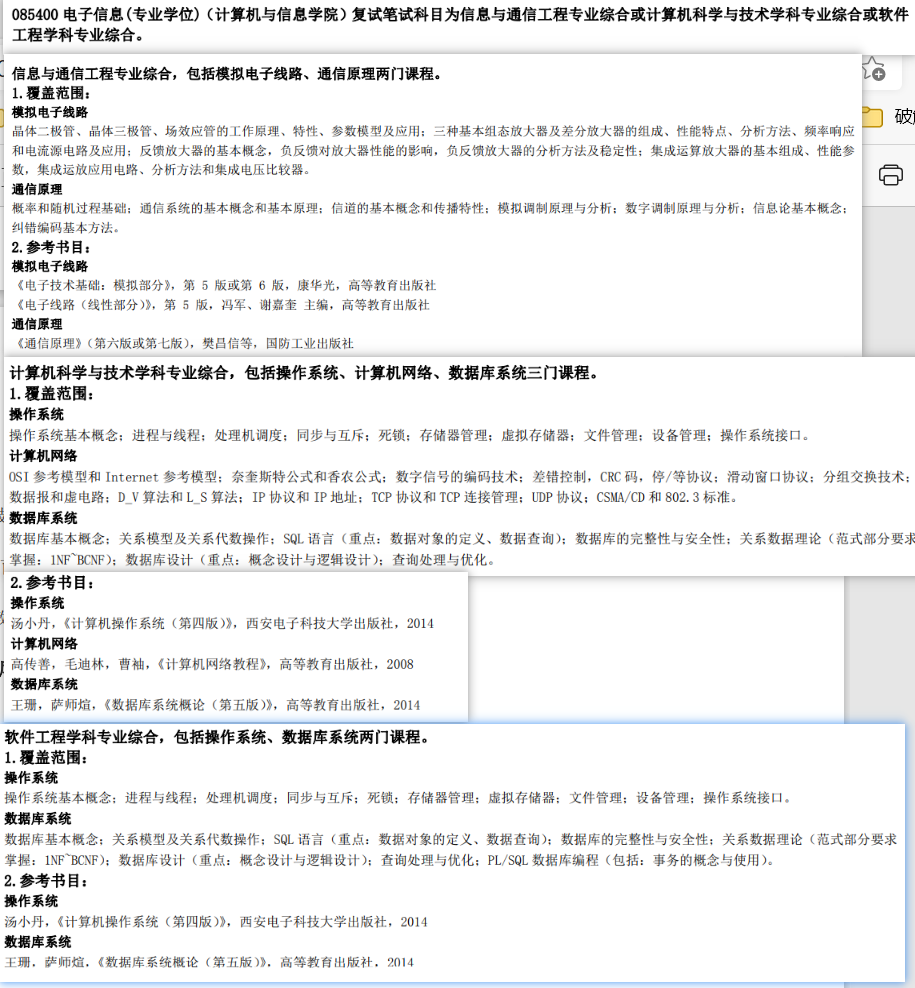 085400 电子信息(专业学位)（计算机与信息学院）复试笔试科目为信息与通信工程专业综合或计算机科学与技术学科专业综合或软件
工程学科专业综合。
信息与通信工程专业综合，包括模拟电子线路、通信原理两门课程。
1.覆盖范围：
模拟电子线路
晶体二极管、晶体三极管、场效应管的工作原理、特性、参数模型及应用；三种基本组态放大器及差分放大器的组成、性能特点、分析方法、频率响应
和电流源电路及应用；反馈放大器的基本概念，负反馈对放大器性能的影响，负反馈放大器的分析方法及稳定性；集成运算放大器的基本组成、性能参
数，集成运放应用电路、分析方法和集成电压比较器。
通信原理
概率和随机过程基础；通信系统的基本概念和基本原理；信道的基本概念和传播特性；模拟调制原理与分析；数字调制原理与分析；信息论基本概念；
纠错编码基本方法。
2.参考书目：
模拟电子线路
《电子技术基础：模拟部分》，第 5 版或第 6 版，康华光，高等教育出版社
《电子线路（线性部分）》，第 5 版，冯军、谢嘉奎 主编，高等教育出版社
通信原理
《通信原理》（第六版或第七版），樊昌信等，国防工业出版社
破
计算机科学与技术学科专业综合，包括操作系统、计算机网络、数据库系统三门课程。
1.覆盖范围：
操作系统
操作系统基本概念；进程与线程；处理机调度；同步与互斥；死锁；存储器管理；虚拟存储器；文件管理；设备管理；操作系统接口。
计算机网络
OSI 参考模型和 Internet 参考模型；奈奎斯特公式和香农公式；数字信号的编码技术；差错控制，CRC 码，停/等协议；滑动窗口协议；分组交换技术；
数据报和虚电路；D_V 算法和 L_S 算法；IP 协议和 IP 地址；TCP 协议和 TCP 连接管理；UDP 协议；CSMA/CD 和 802.3 标准。
数据库系统
数据库基本概念；关系模型及关系代数操作；SQL 语言（重点：数据对象的定义、数据查询）；数据库的完整性与安全性；关系数据理论（范式部分要求
掌握：1NF~BCNF）；数据库设计（重点：概念设计与逻辑设计）；查询处理与优化。
2.参考书目：
操作系统
汤小丹，《计算机操作系统（第四版）》，西安电子科技大学出版社，2014
计算机网络
高传善，毛迪林，曹袖，《计算机网络教程》，高等教育出版社，2008
数据库系统
王珊，萨师煊，《数据库系统概论（第五版）》，高等教育出版社，2014
软件工程学科专业综合，包括操作系统、数据库系统两门课程。
1.覆盖范围：
操作系统
操作系统基本概念；进程与线程；处理机调度；同步与互斥；死锁；存储器管理；虚拟存储器；文件管理；设备管理；操作系统接口。
数据库系统
数据库基本概念；关系模型及关系代数操作；SQL 语言（重点：数据对象的定义、数据查询）；数据库的完整性与安全性；关系数据理论（范式部分要求
掌握：1NF~BCNF）；数据库设计（重点：概念设计与逻辑设计）；查询处理与优化；PL/SQL 数据库编程（包括：事务的概念与使用）。
2.参考书目：
操作系统
汤小丹，《计算机操作系统（第四版）》，西安电子科技大学出版社，2014
数据库系统
王珊，萨师煊，《数据库系统概论（第五版）》，高等教育出版社，2014